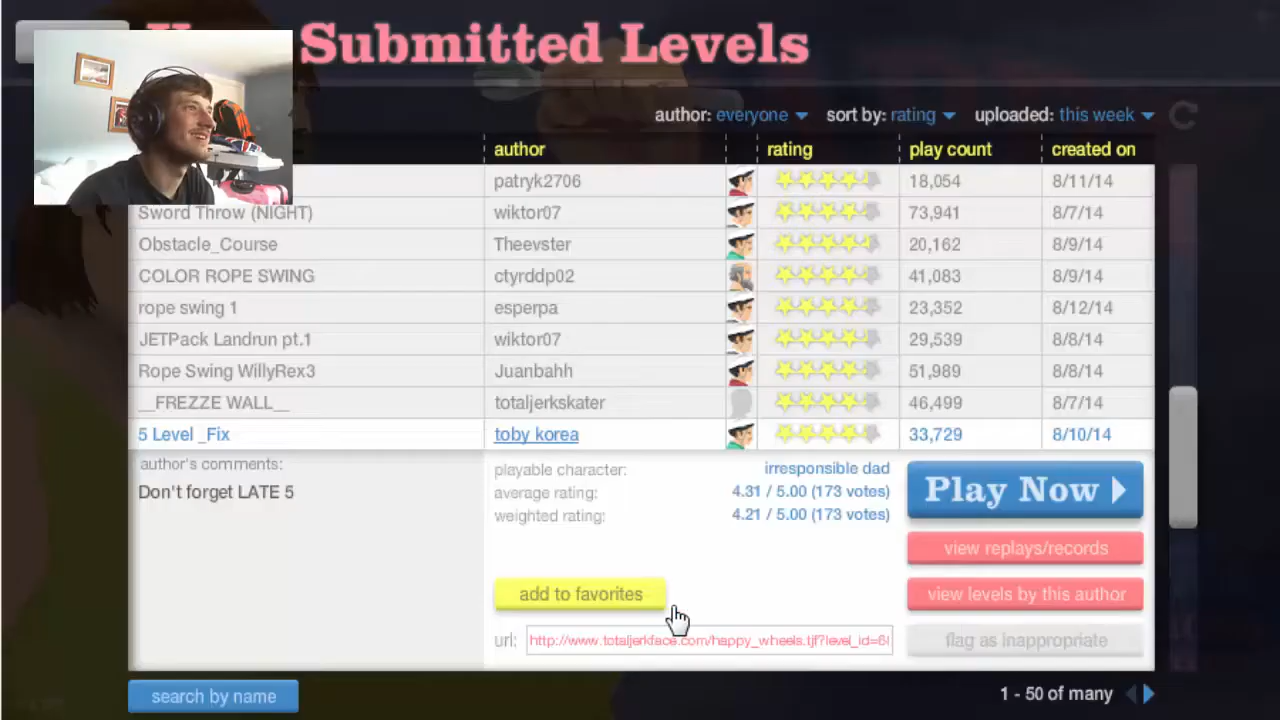 Submitted Levels
author: everyone sort by: rating uploaded: this week
author rating play count created on
patryk2706 18,054 8/11/14
Sword Throw (NIGHT) wiktor07 73,941 8/7/14
Obstacle_Course Theevster 20,162 8/9/14
COLOR ROPE SWING ctyrddp02 41,083 8/9/14
rope swing 1 esperpa 23,352 8/12/14
JETPack Landrun pt.1 wiktor07 29,539 8/8/14
Rope Swing WillyRex3 Juanbahh 51,989 8/8/14
__FREZZE WALL__ totaljerkskater 46,499 8/7/14
5 Level _Fix toby korea 33,729 8/10/14
author's comments:
Don't forget LATE 5
playable character: irresponsible dad
average rating: 4.31 / 5.00 (173 votes)
weighted rating: 4.21 / 5.00 (173 votes)
Play Now
view replays/records
add to favorites
view levels by this author
url: http://www.totaljerkface.com/happy_wheels.tjf?level_id=6
flag as inappropriate
search by name
1 - 50 of many